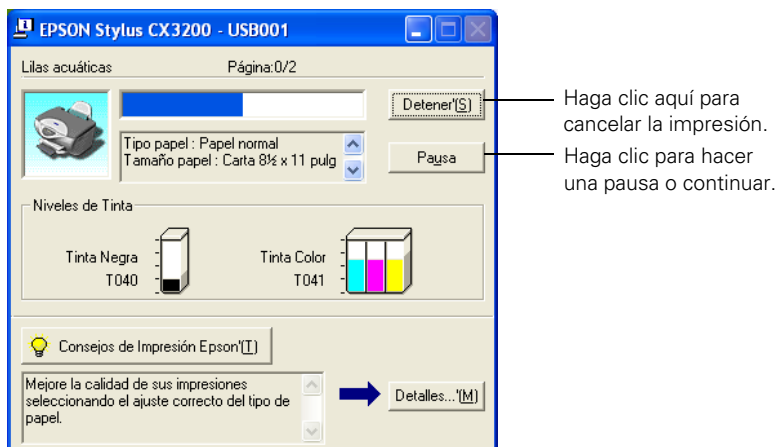 EPSON Stylus CX3200 - USB001
Lilas acuáticas Página:0/2
Detener'(S)
Haga clic aquí para
cancelar la impresión.
Tipo papel : Papel normal
Tamaño papel : Carta 8½ x 11 pulg
Pausa
Haga clic para hacer
una pausa o continuar.
Niveles de Tinta
Tinta Negra
T040
Tinta Color
T041
Consejos de Impresión Epson'(T)
Mejore la calidad de sus impresiones
seleccionando el ajuste correcto del tipo de
papel.
Detalles...'(M)